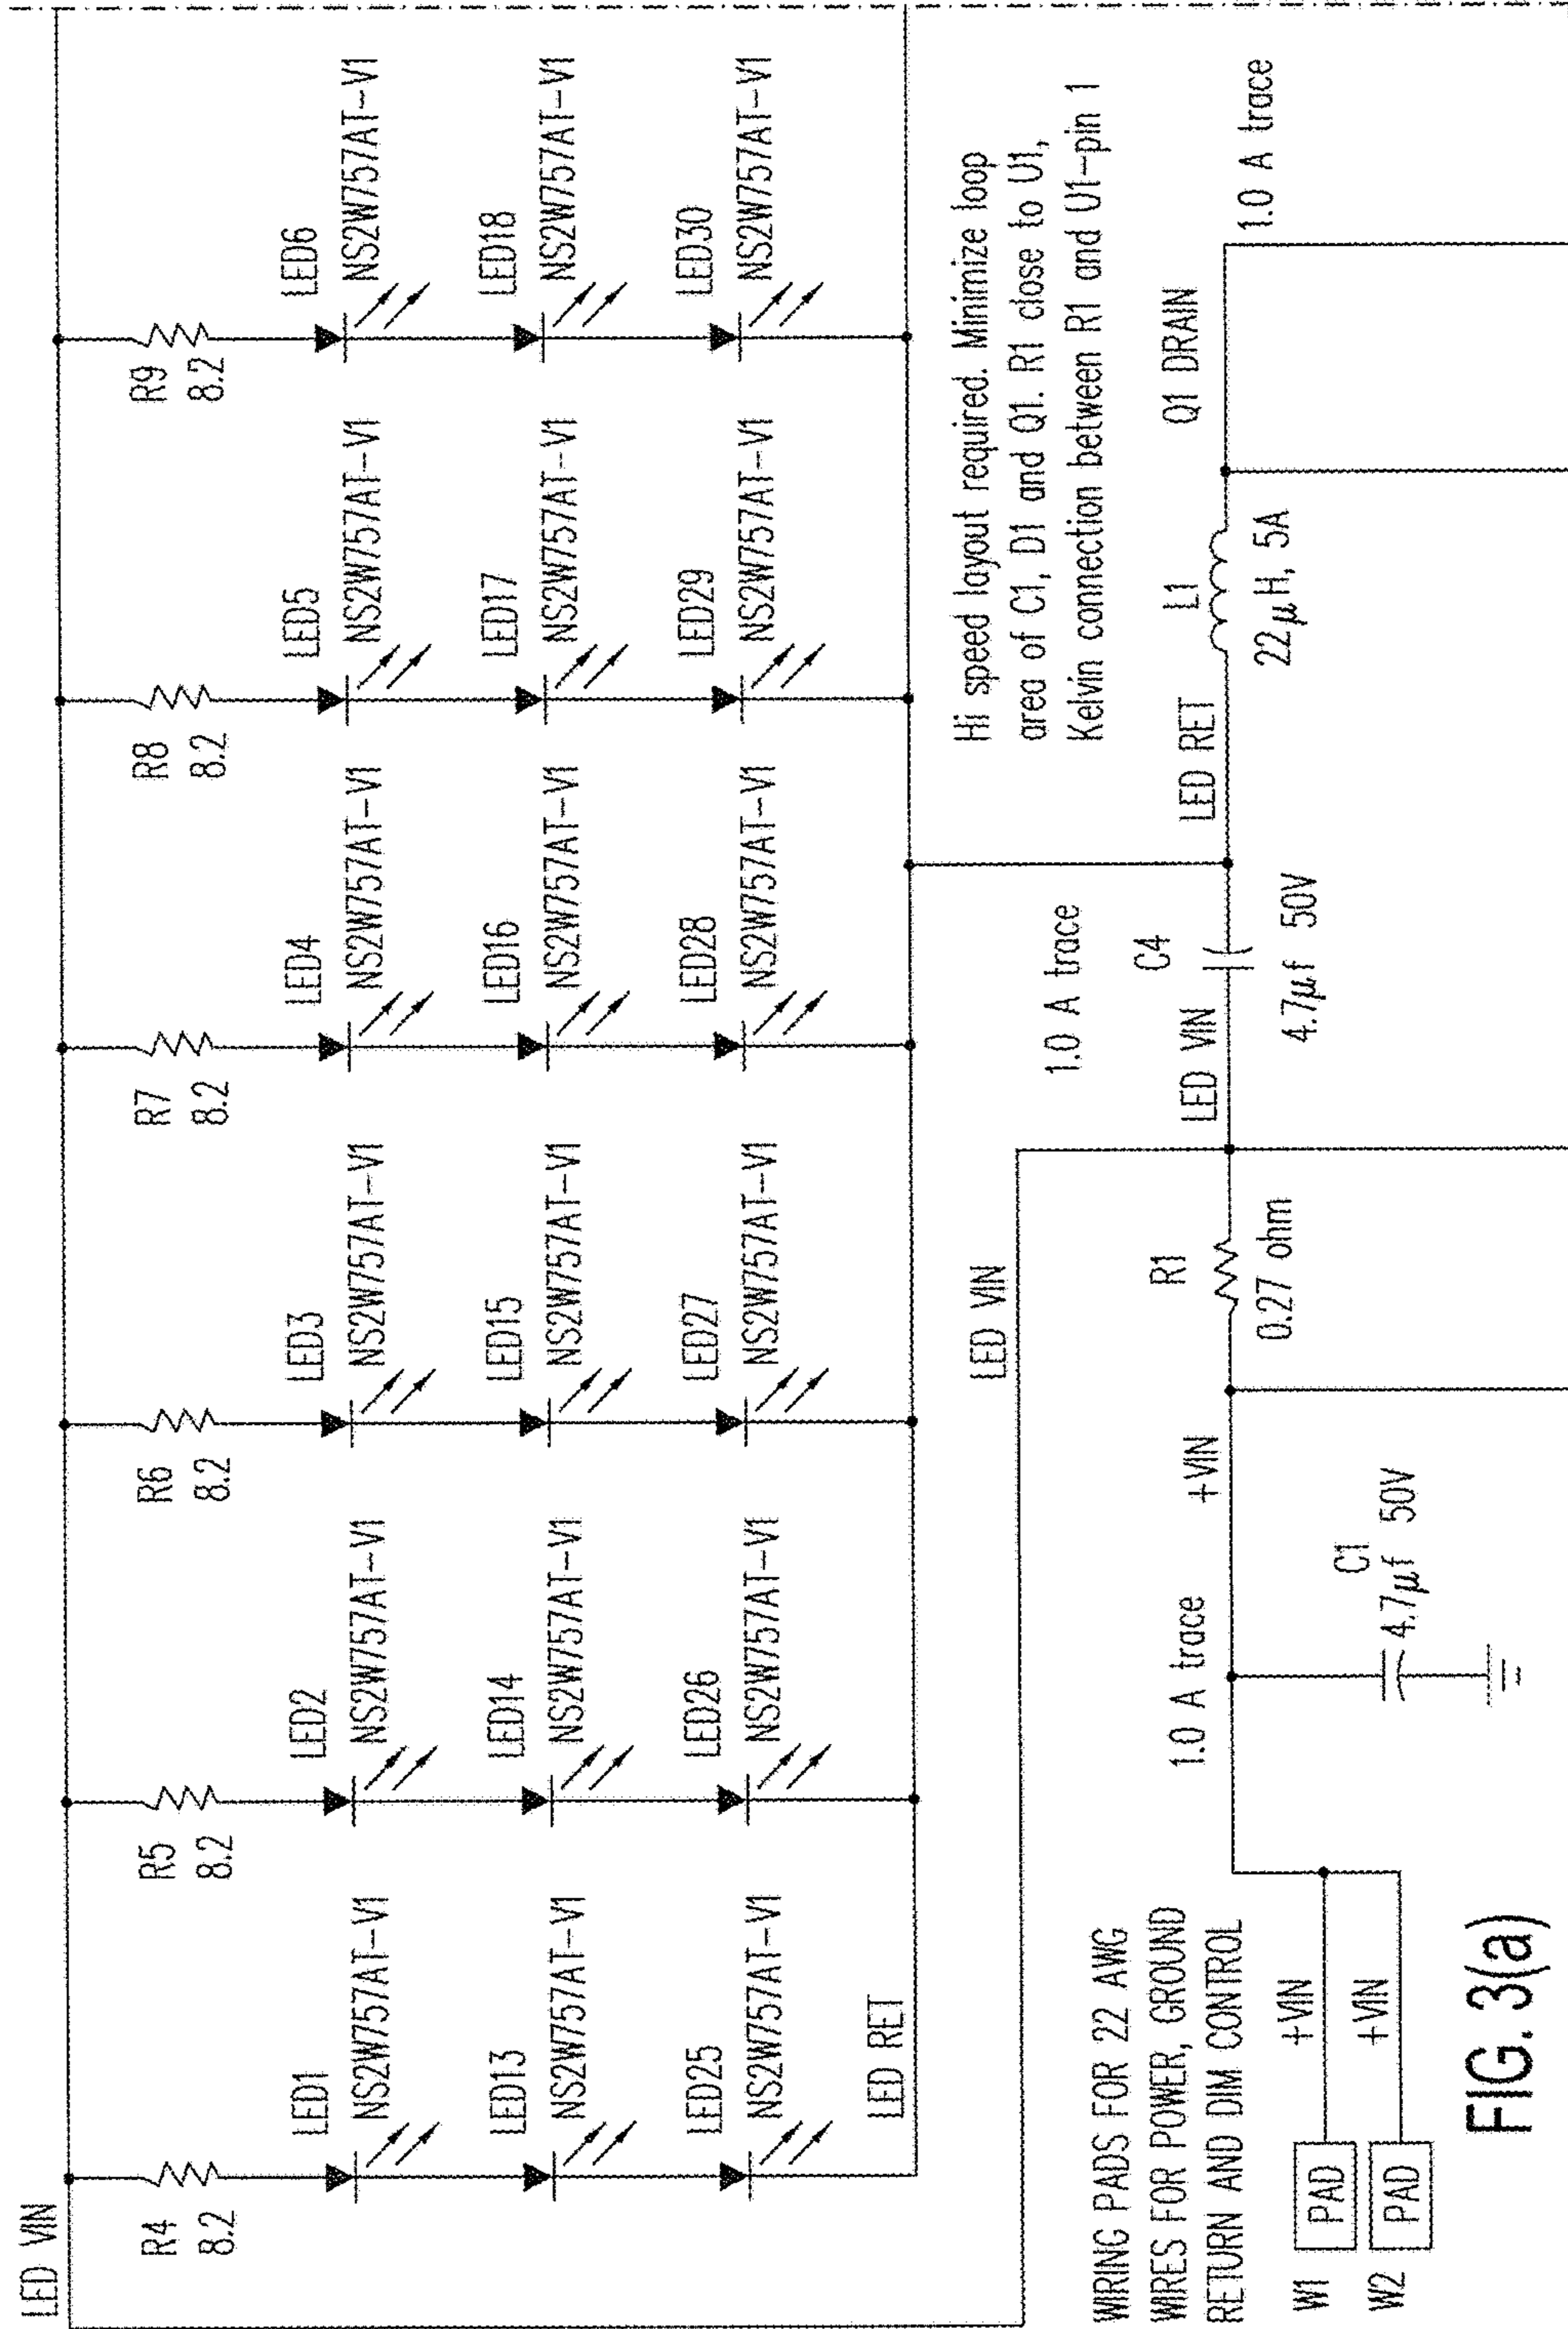 LED VIN
R4
8.2
R5
8.2
R6
8.2
R7
8.2
R8
8.2
R9
8.2
LED1
NS2W757AT-V1
LED2
NS2W757AT-V1
LED3
NS2W757AT-V1
LED4
NS2W757AT-V1
LED5
NS2W757AT-V1
LED6
NS2W757AT-V1
LED13
NS2W757AT-V1
LED14
NS2W757AT-V1
LED15
NS2W757AT-V1
LED16
NS2W757AT-V1
LED17
NS2W757AT-V1
LED18
NS2W757AT-V1
LED25
NS2W757AT-V1
LED26
NS2W757AT-V1
LED27
NS2W757AT-V1
LED28
NS2W757AT-V1
LED29
NS2W757AT-V1
LED30
NS2W757AT-V1
LED RET
LED VIN
Hi speed layout required. Minimize loop
area of C1, D1 and Q1. R1 close to U1,
Kelvin connection between R1 and U1-pin 1
WIRING PADS FOR 22 AWG
WIRES FOR POWER, GROUND
RETURN AND DIM CONTROL
1.0 A trace
+VIN
R1
0.27 ohm
LED VIN
1.0 A trace
C4
4.7µf 50V
LED RET
L1
22µH, 5A
Q1 DRAIN
1.0 A trace
C1
4.7µf 50V
W1
PAD
+VIN
W2
PAD
+VIN
FIG. 3(a)